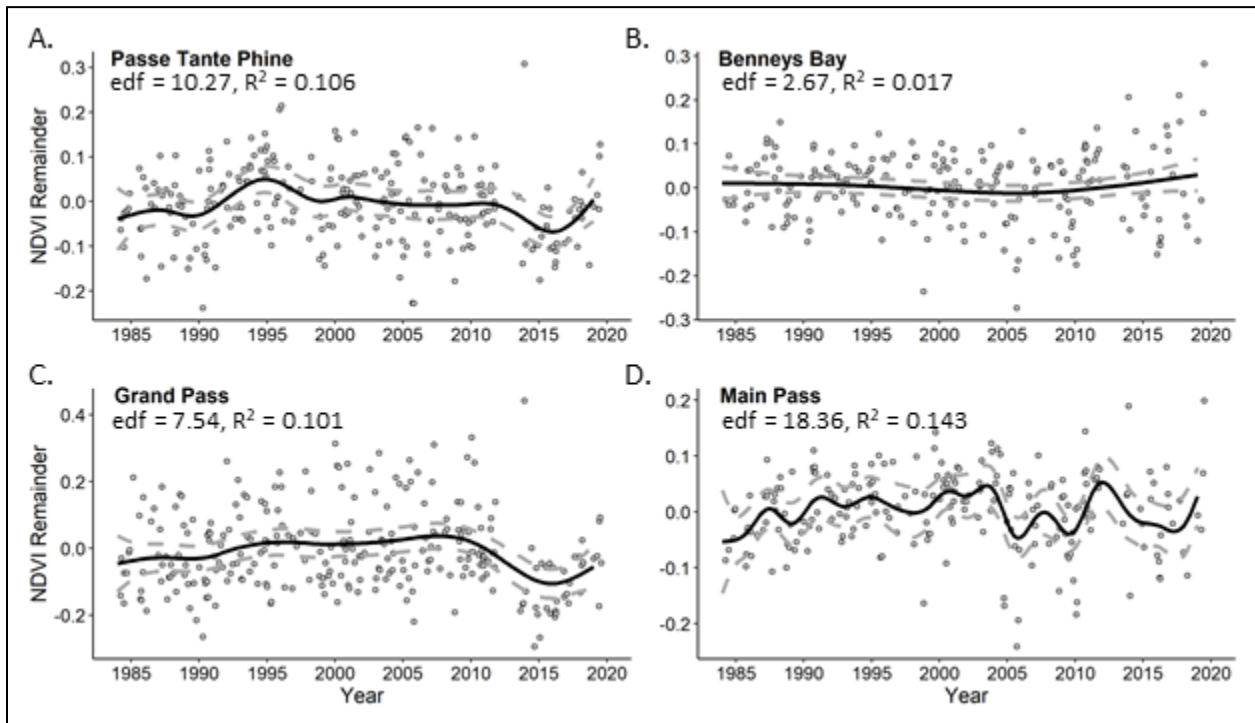 A.
Passe Tante Phine
edf = 10.27, R² = 0.106
0.3
0.2
0.1
0.0
-0.1
-0.2
NDVI Remainder
1985 1990 1995 2000 2005 2010 2015 2020
B.
Benneys Bay
edf = 2.67, R² = 0.017
0.3
0.2
0.1
0.0
-0.1
-0.2
-0.3
1985 1990 1995 2000 2005 2010 2015 2020
C.
Grand Pass
edf = 7.54, R² = 0.101
0.4
0.2
0.0
-0.2
NDVI Remainder
1985 1990 1995 2000 2005 2010 2015 2020
Year
D.
Main Pass
edf = 18.36, R² = 0.143
0.2
0.1
0.0
-0.1
-0.2
1985 1990 1995 2000 2005 2010 2015 2020
Year